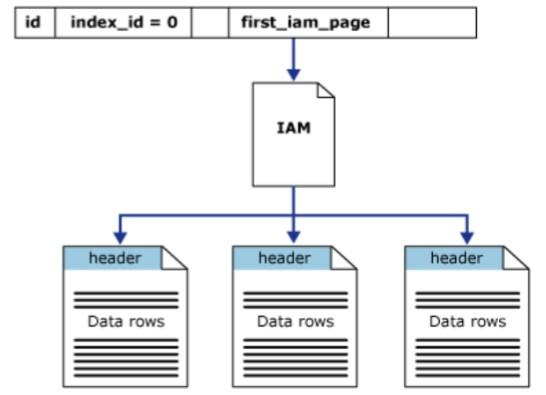 id index_id = 0 first_iam_page
IAM
header header header
Data rows Data rows Data rows